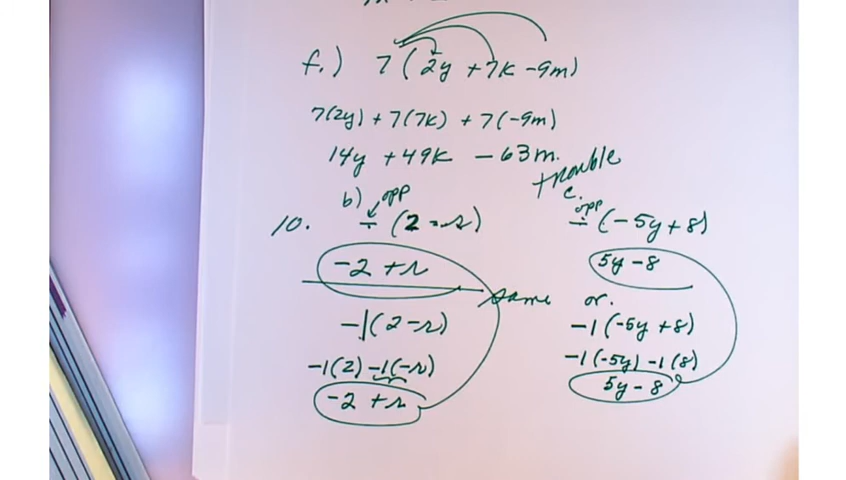 f.) 7(2y +7k -9m)
7(2y) + 7(7k) + 7(-9m)
14y +49k -63m.
trouble
b) opp
10. - (2 - r)
-2 + r
same
-1(2 - r)
-1(2) -1(-r)
-2 + r
c.
opp
- (-5y + 8)
5y - 8
or.
-1(-5y + 8)
-1(-5y) -1(8)
5y - 8